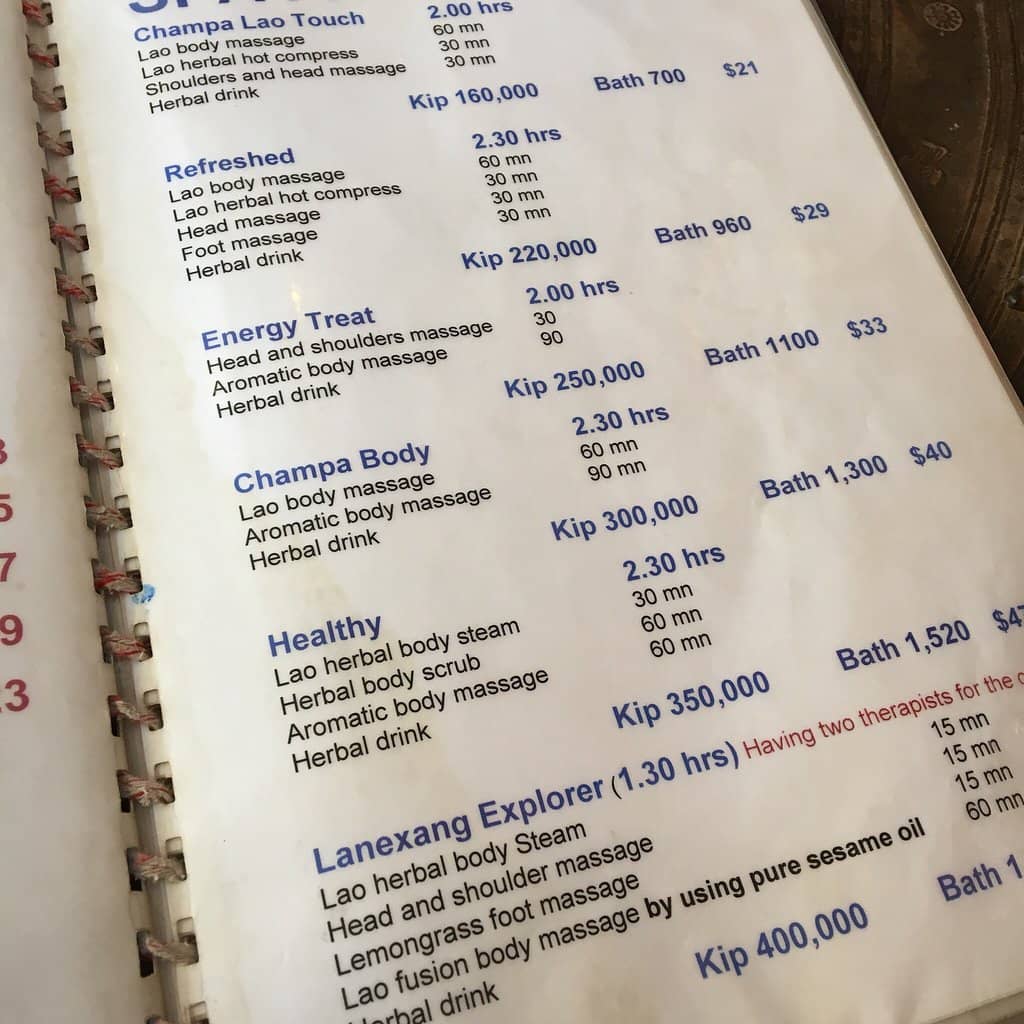 Champa Lao Touch 2.00 hrs
Lao body massage 60 mn
Lao herbal hot compress 30 mn
Shoulders and head massage 30 mn
Herbal drink
Kip 160,000 Bath 700 $21
Refreshed 2.30 hrs
Lao body massage 60 mn
Lao herbal hot compress 30 mn
Head massage 30 mn
Foot massage 30 mn
Herbal drink
Kip 220,000 Bath 960 $29
Energy Treat 2.00 hrs
Head and shoulders massage 30
Aromatic body massage 90
Herbal drink
Kip 250,000 Bath 1100 $33
Champa Body 2.30 hrs
Lao body massage 60 mn
Aromatic body massage 90 mn
Herbal drink
Kip 300,000 Bath 1,300 $40
Healthy 2.30 hrs
Lao herbal body steam 30 mn
Herbal body scrub 60 mn
Aromatic body massage 60 mn
Herbal drink
Kip 350,000 Bath 1,520
Lanexang Explorer (1.30 hrs) Having two therapists for the
Lao herbal body Steam 15 mn
Head and shoulder massage 15 mn
Lemongrass foot massage 15 mn
Lao fusion body massage by using pure sesame oil 60 mn
Herbal drink
Kip 400,000 Bath
3
5
7
9